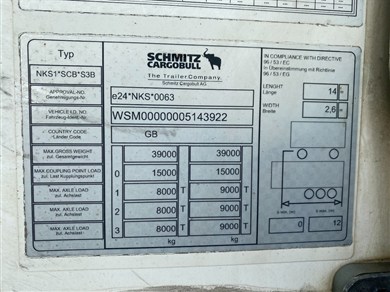 Typ
NKS1*SCB*S3B
SCHMITZ
CARGOBULL
The Trailer Company.
Schmitz Cargobull AG
IN COMPLIANCE WITH DIRECTIVE
96 / 53 / EC
in Übereinstimmung mit Richtlinie
96 / 53 / EG
APPROVAL-NO.
Genehmigungs-Nr.
e24*NKS*0063
LENGHT
Länge
14 m
VEHICLE I.D. NO
Fahrzeug-Ident-Nr.
WSM00000005143922
WIDTH
Breite
2,6 m
COUNTRY CODE
-Länder Code
GB
MAX.GROSS WEIGHT
zul. Gesamtgewicht
39000 39000
MAX.COUPLING POINT LOAD
zul. Last Kupplungspunkt
0 15000 15000
MAX. AXLE LOAD
zul. Achslast
1 8000 T 9000 T
MAX. AXLE LOAD
zul. Achslast
2 8000 T 9000 T
MAX. AXLE LOAD
zul. Achslast
3 8000 T 9000 T
kg kg
0 12